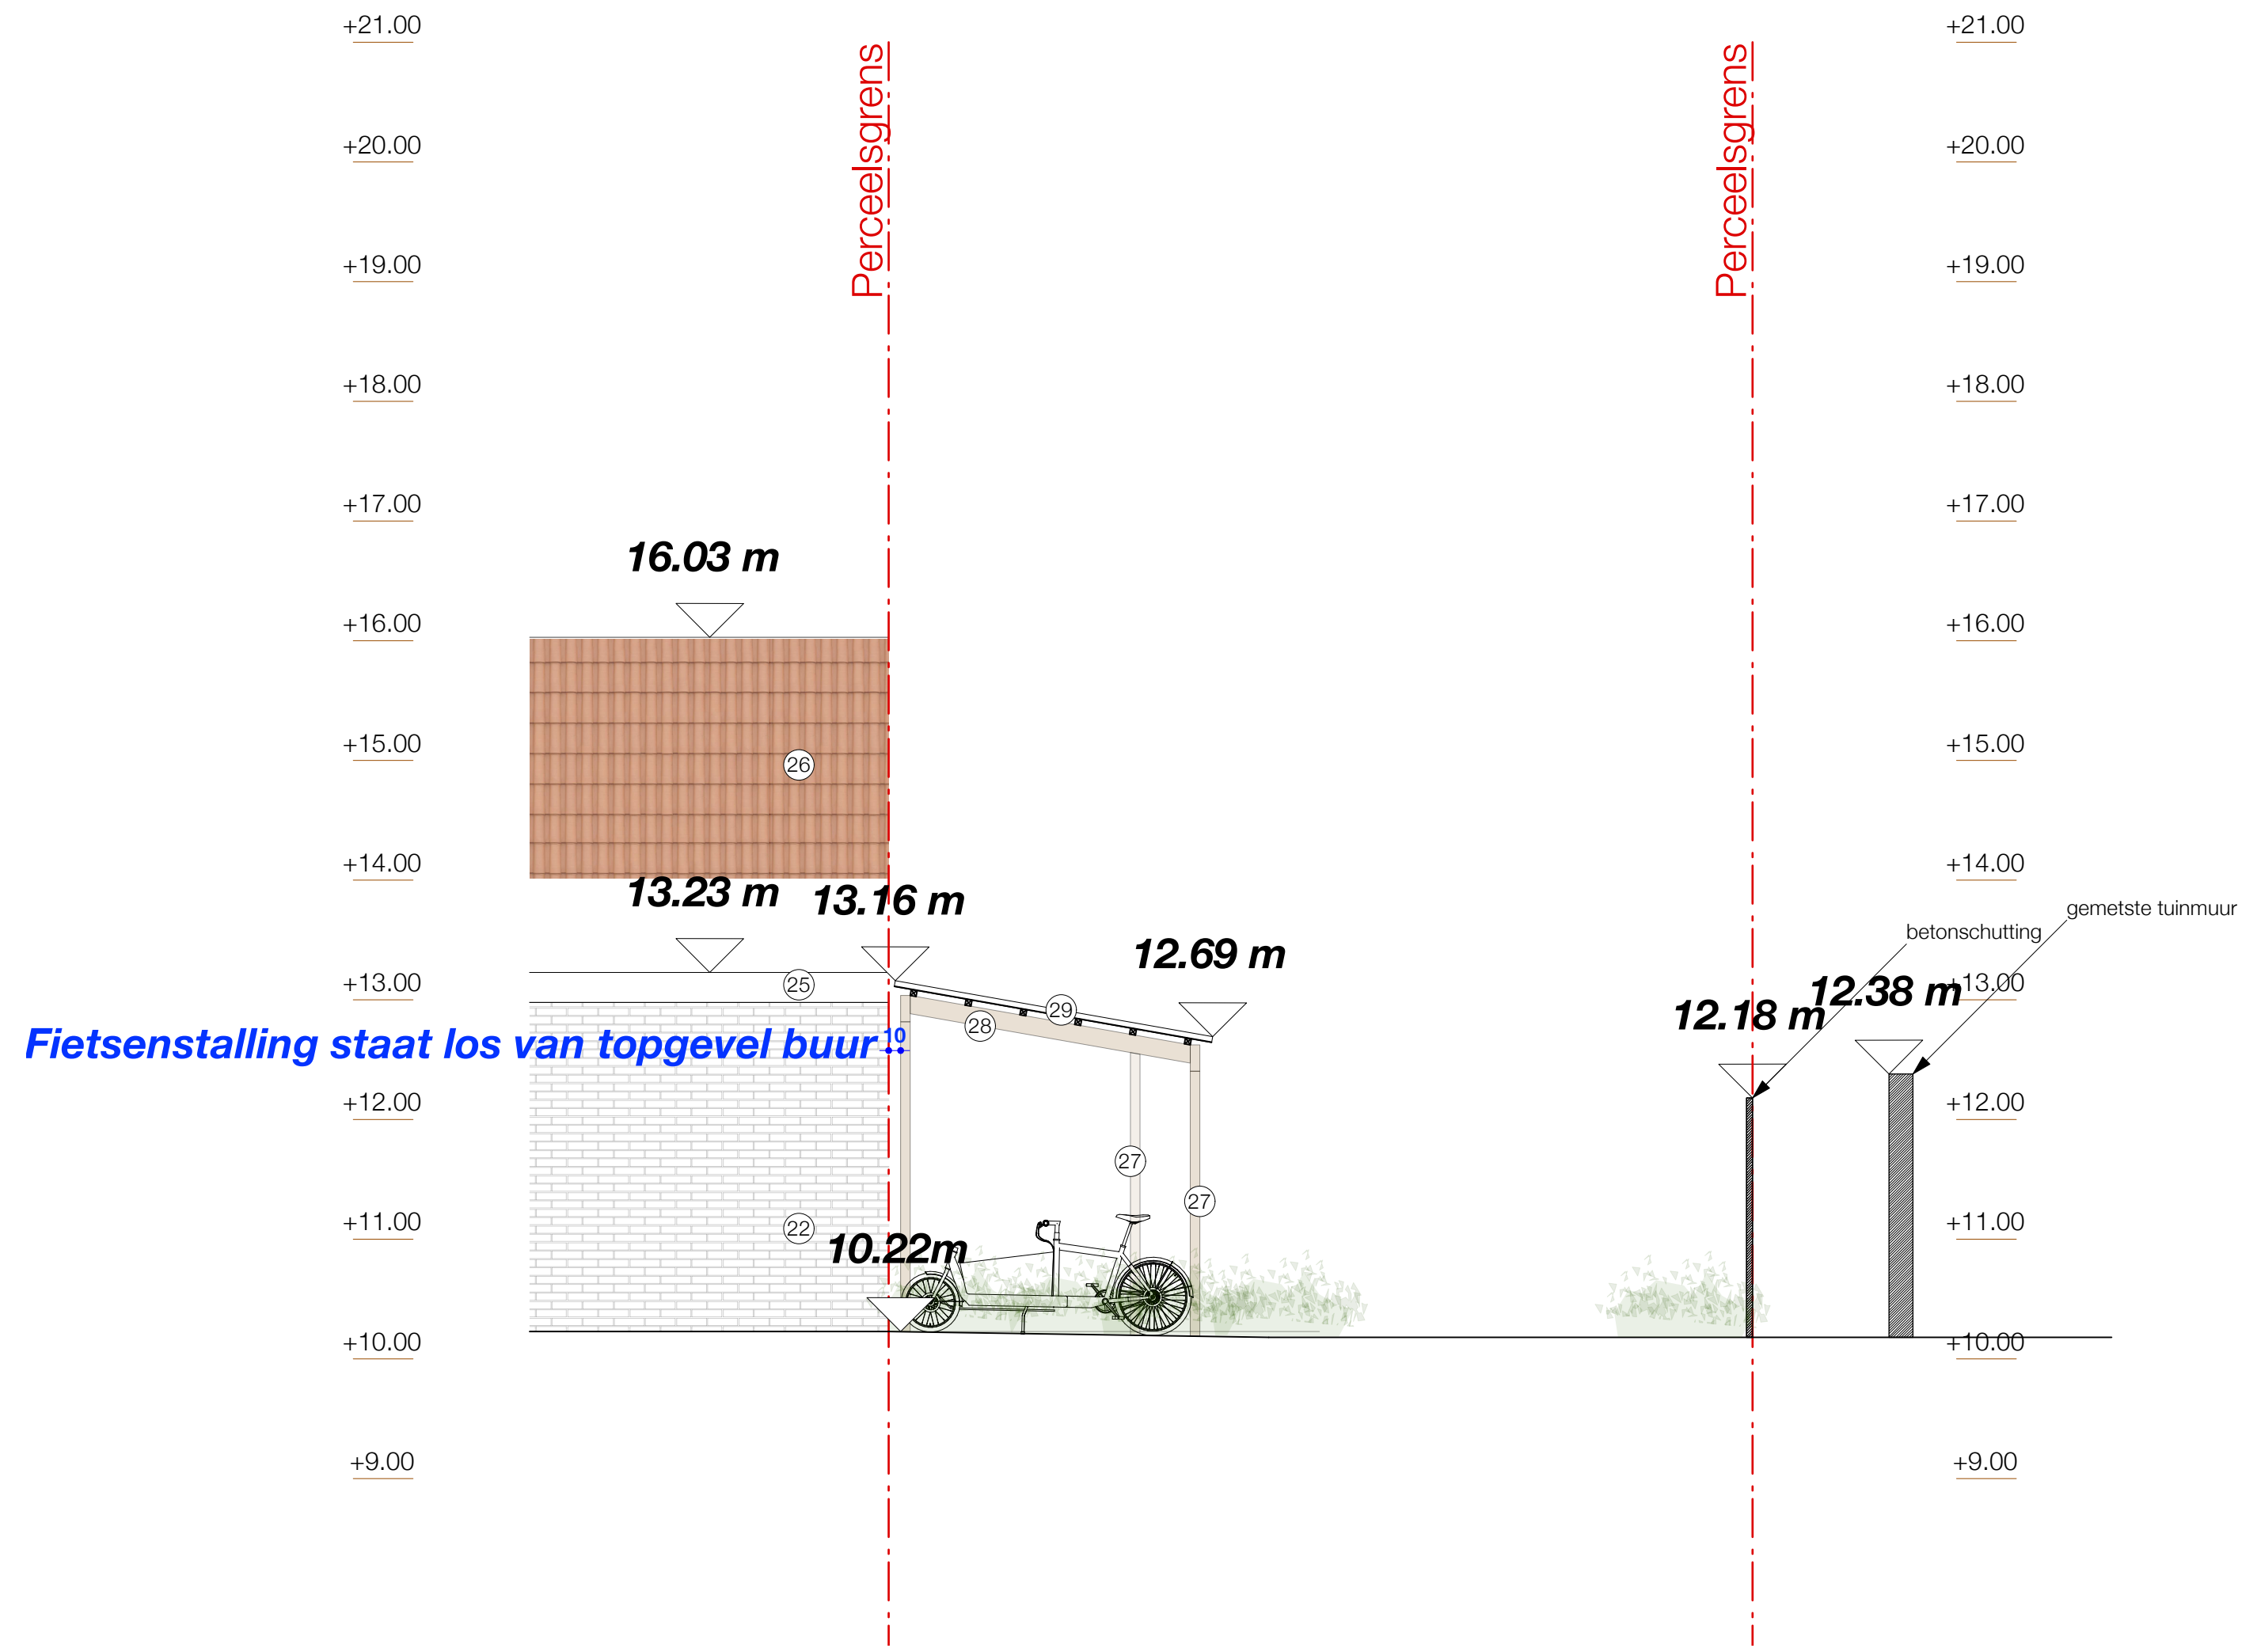 +21.00
+21.00
Perceelsgrens
Perceelsgrens
+20.00
+20.00
+19.00
+19.00
+18.00
+18.00
+17.00
+17.00
16.03 m
+16.00
+16.00
+15.00
+15.00
26
+14.00
+14.00
13.23 m
13.16 m
gemetste tuinmuur
betonschutting
12.69 m
+13.00
25
+13.00
12.38 m
29
12.18 m
28
Fietsenstalling staat los van topgevel buur
10
+12.00
+12.00
27
27
+11.00
22
+11.00
10.22m
+10.00
+10.00
+9.00
+9.00